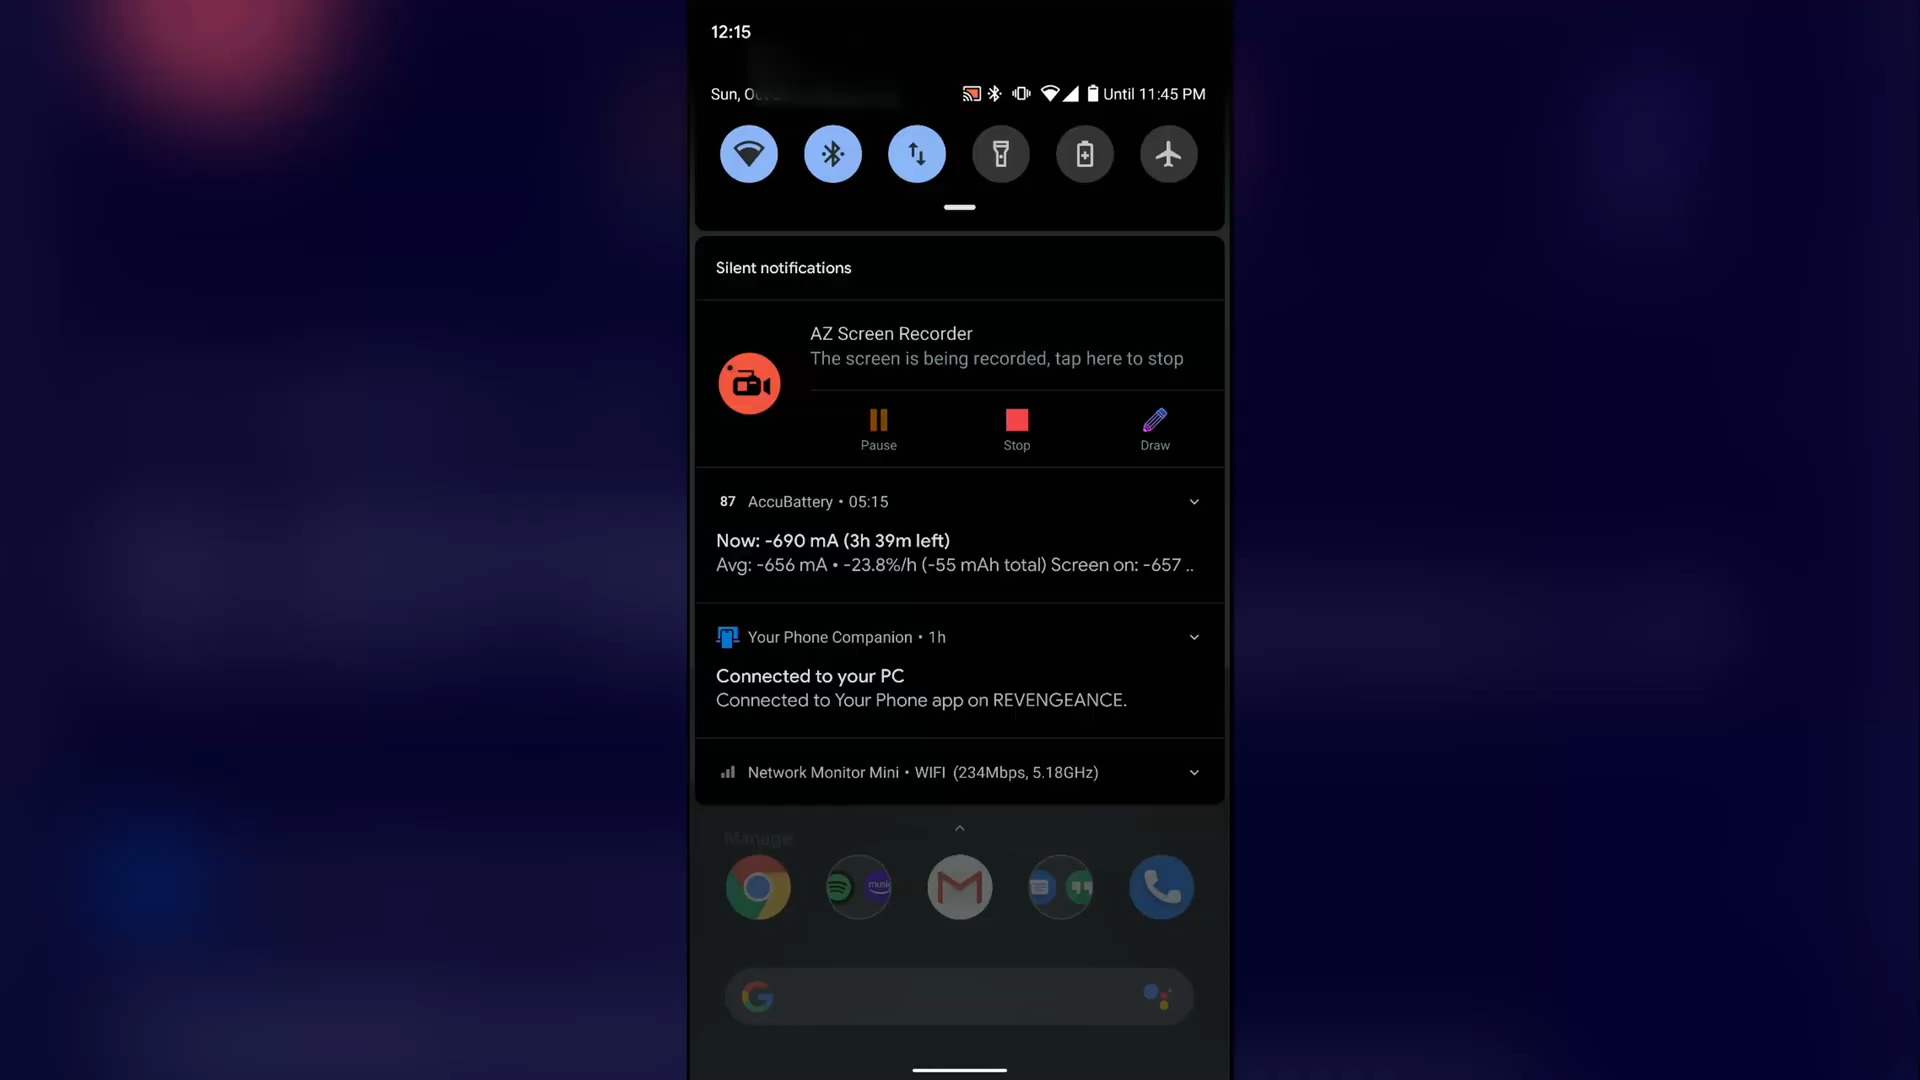 12:15
Sun, O
Until 11:45 PM
Silent notifications
AZ Screen Recorder
The screen is being recorded, tap here to stop
Pause
Stop
Draw
87 AccuBattery • 05:15
Now: -690 mA (3h 39m left)
Avg: -656 mA • -23.8%/h (-55 mAh total) Screen on: -657 ..
Your Phone Companion • 1h
Connected to your PC
Connected to Your Phone app on REVENGEANCE.
Network Monitor Mini • WIFI (234Mbps, 5.18GHz)
Manage
music